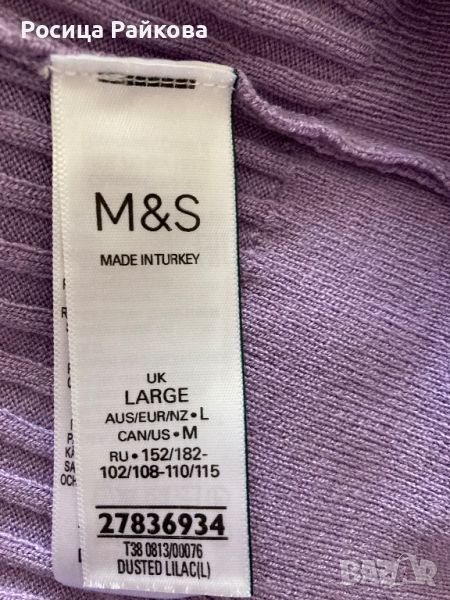 Росица Райкова
M&S
MADE IN TURKEY
UK
LARGE
AUS/EUR/NZ•L
CAN/US•M
RU•152/182-
102/108-110/115
27836934
T38 0813/00076
DUSTED LILAC(L)
BAZAR